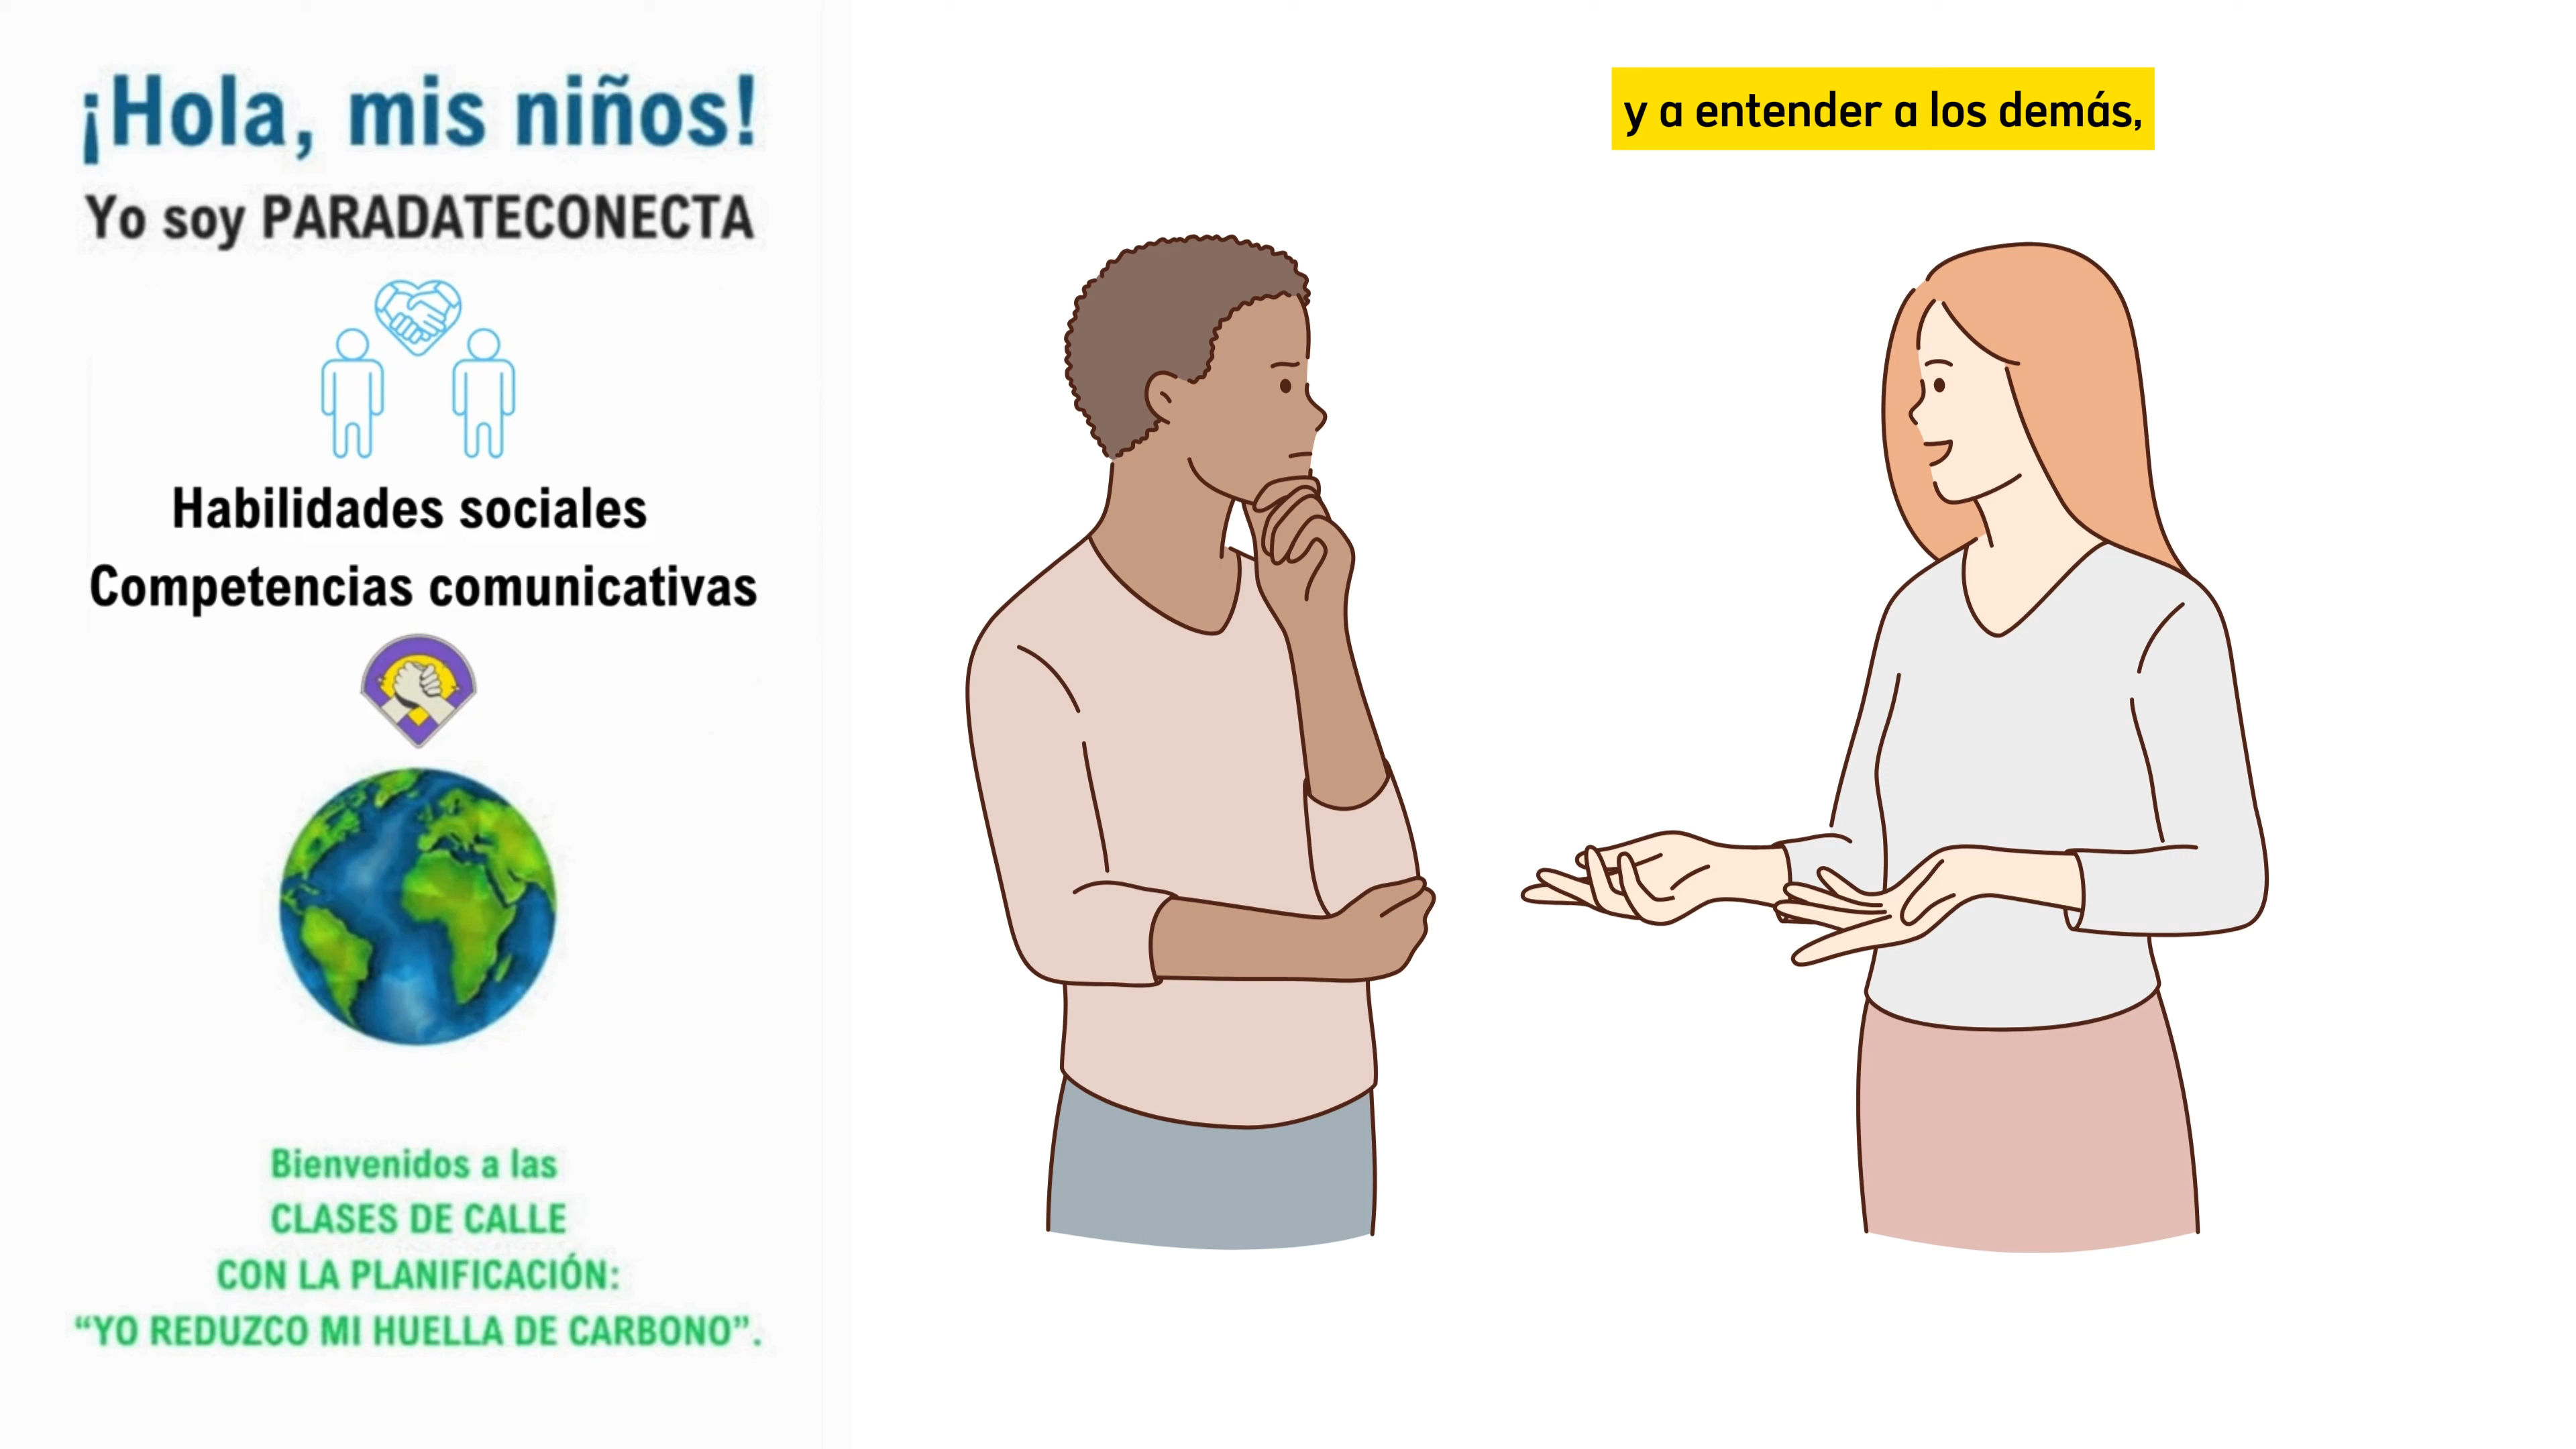 ¡Hola, mis niños!
Yo soy PARADATECONECTA
Habilidades sociales
Competencias comunicativas
Bienvenidos a las
CLASES DE CALLE
CON LA PLANIFICACIÓN:
“YO REDUZCO MI HUELLA DE CARBONO”.
y a entender a los demás,